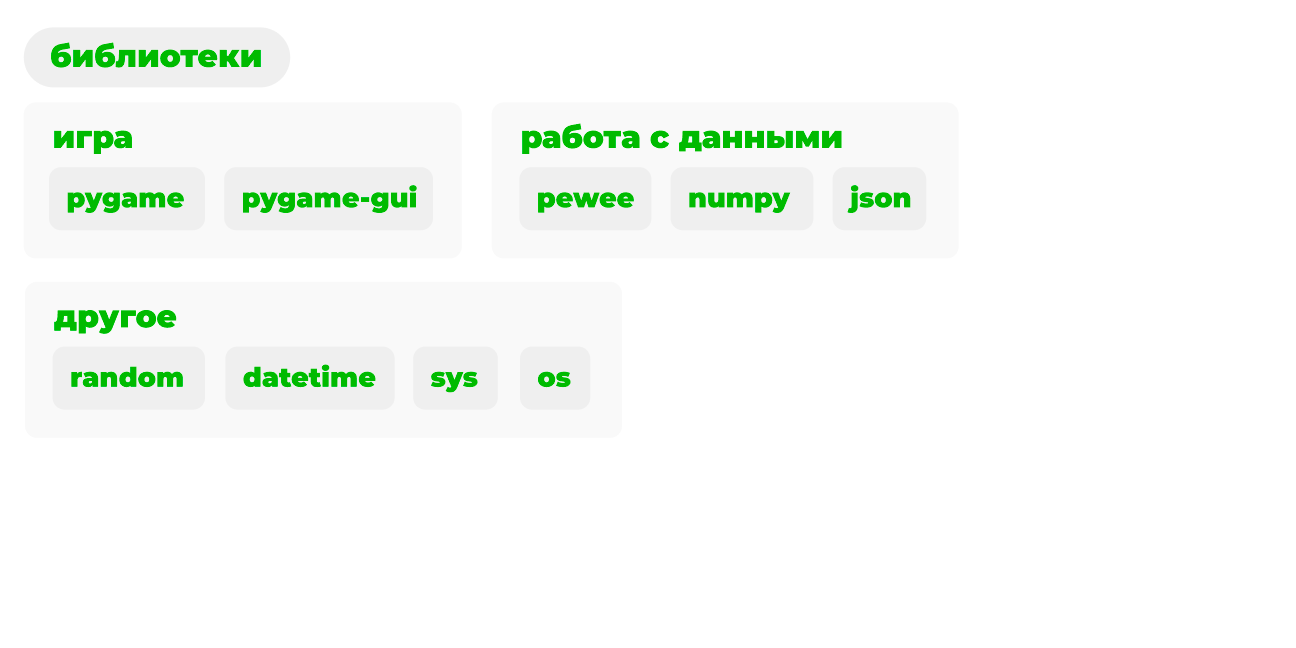 библиотеки
игра
pygame pygame-gui
работа с данными
pewee numpy json
другое
random datetime sys os